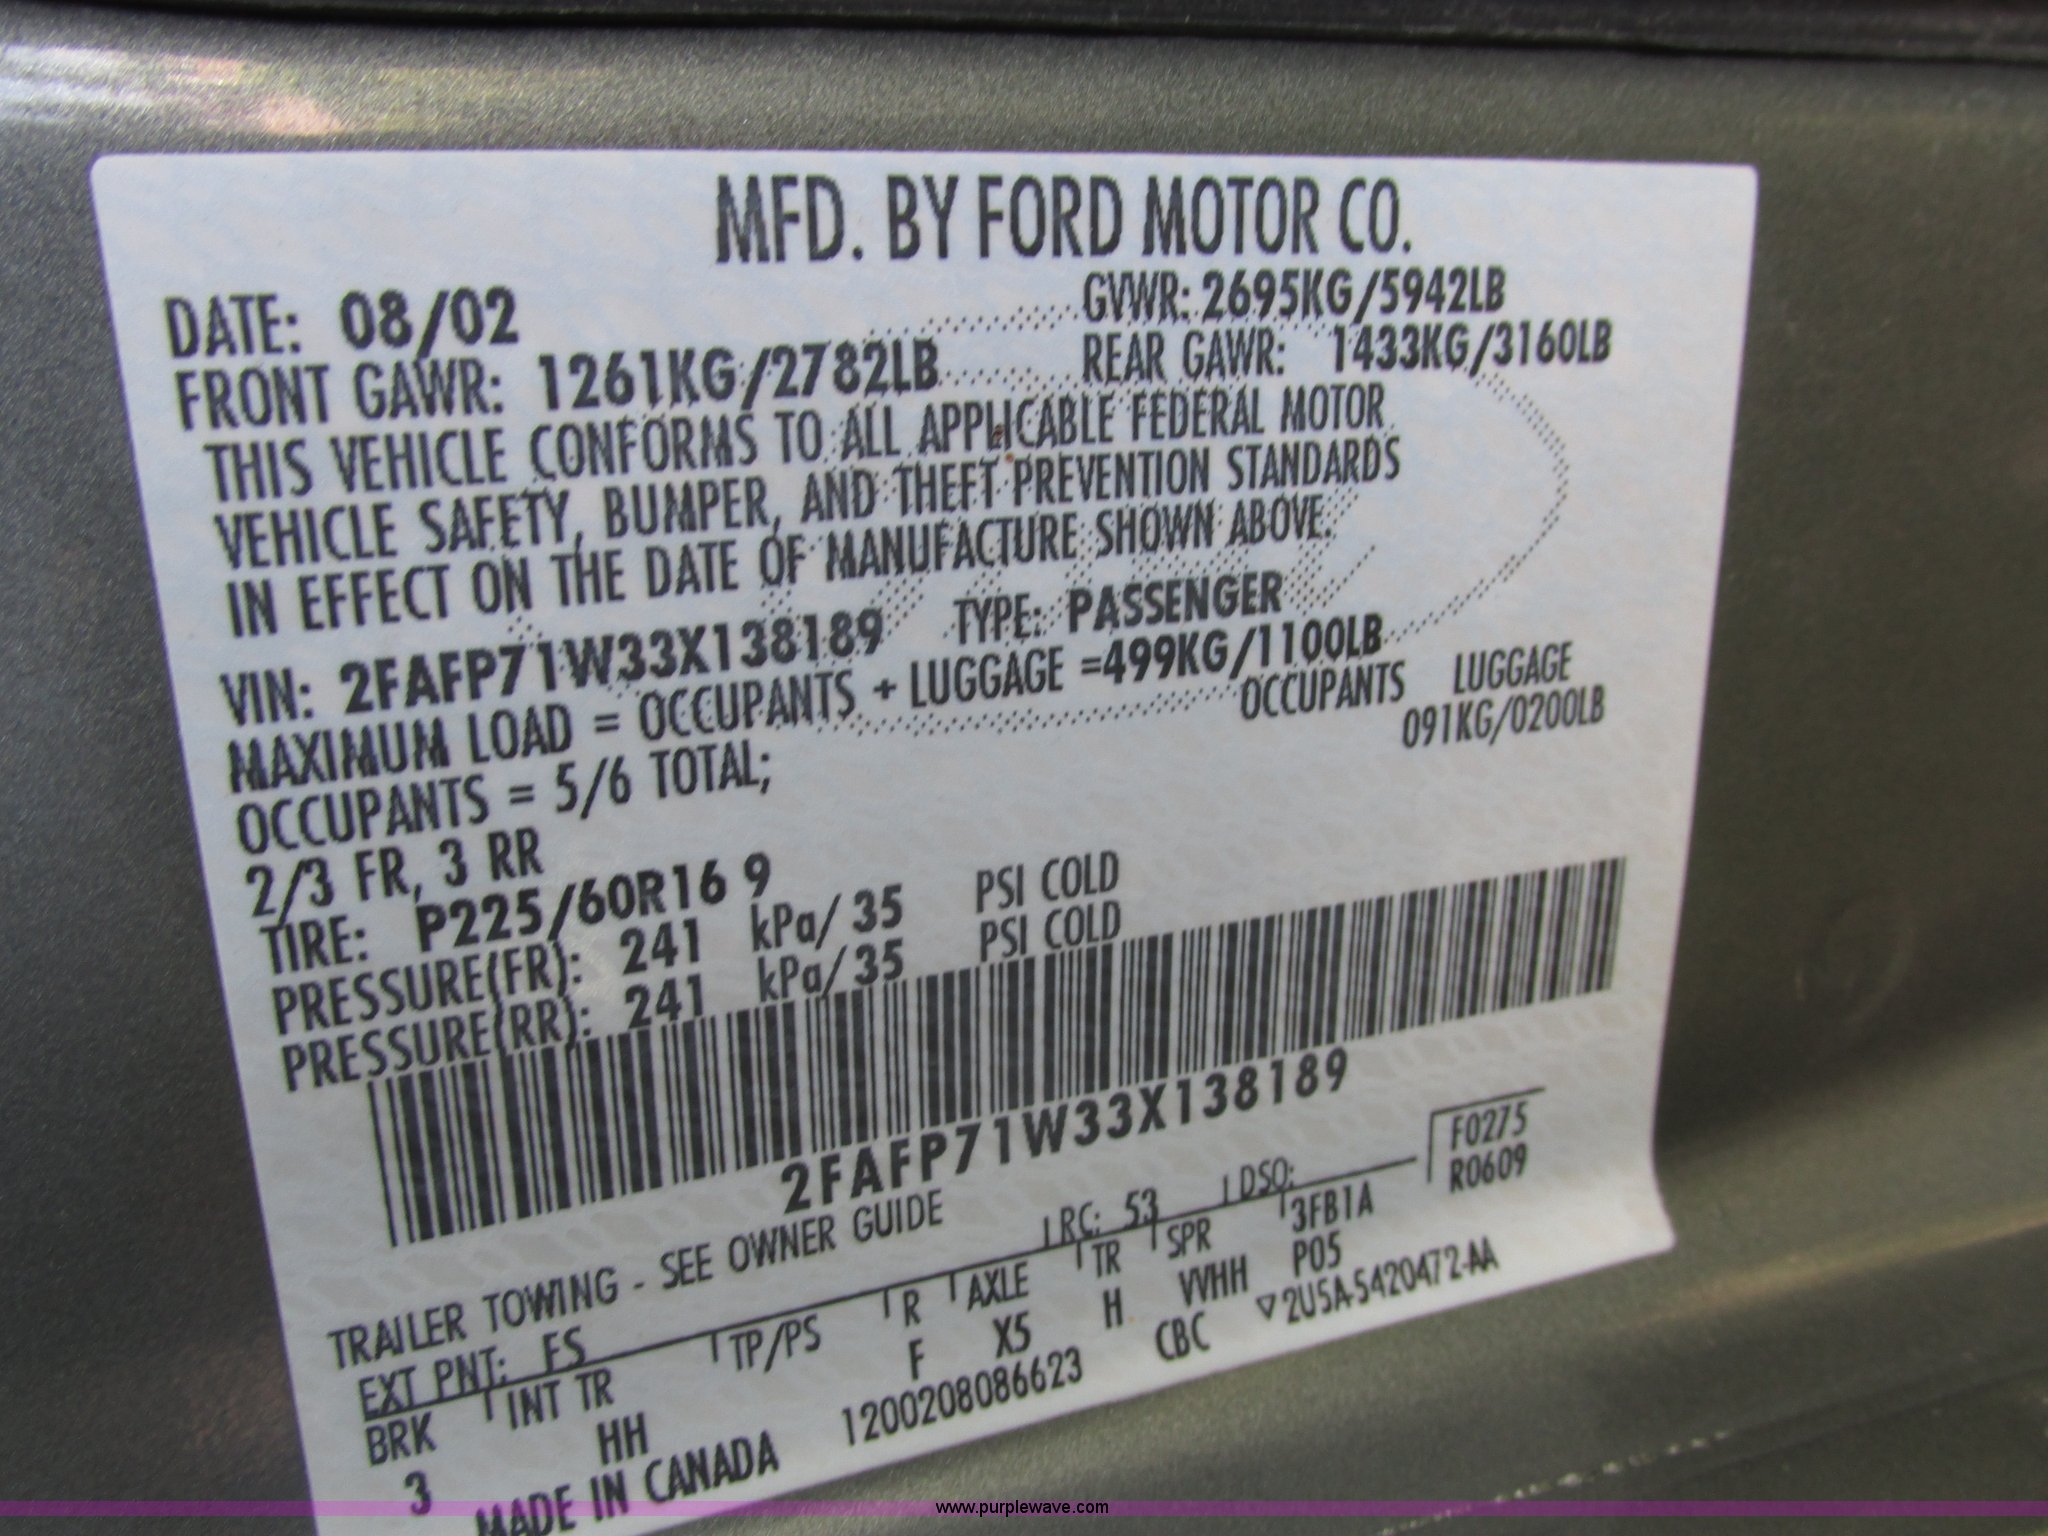 MFD. BY FORD MOTOR CO.
DATE: 08/02 GVWR: 2695KG/5942LB
FRONT GAWR: 1261KG/2782LB REAR GAWR: 1433KG/3160LB
THIS VEHICLE CONFORMS TO ALL APPLICABLE FEDERAL MOTOR
VEHICLE SAFETY, BUMPER, AND THEFT PREVENTION STANDARDS
IN EFFECT ON THE DATE OF MANUFACTURE SHOWN ABOVE.
VIN: 2FAFP71W33X138189 TYPE: PASSENGER
MAXIMUM LOAD = OCCUPANTS + LUGGAGE =499KG/1100LB
OCCUPANTS = 5/6 TOTAL; OCCUPANTS LUGGAGE
2/3 FR, 3 RR 091KG/0200LB
TIRE: P225/60R16 9
PRESSURE(FR): 241 kPa/ 35 PSI COLD
PRESSURE(RR): 241 kPa/ 35 PSI COLD
2FAFP71W33X138189
TRAILER TOWING - SEE OWNER GUIDE
EXT PNT: FS RC: 53 DSO: F0275
R0609
BRK INT TR TP/PS R AXLE TR SPR 3FB1A
3 HH F X5 H VVHH P05
MADE IN CANADA 1200208086623 CBC ▽2U5A-5420472-AA
www.purplewave.com